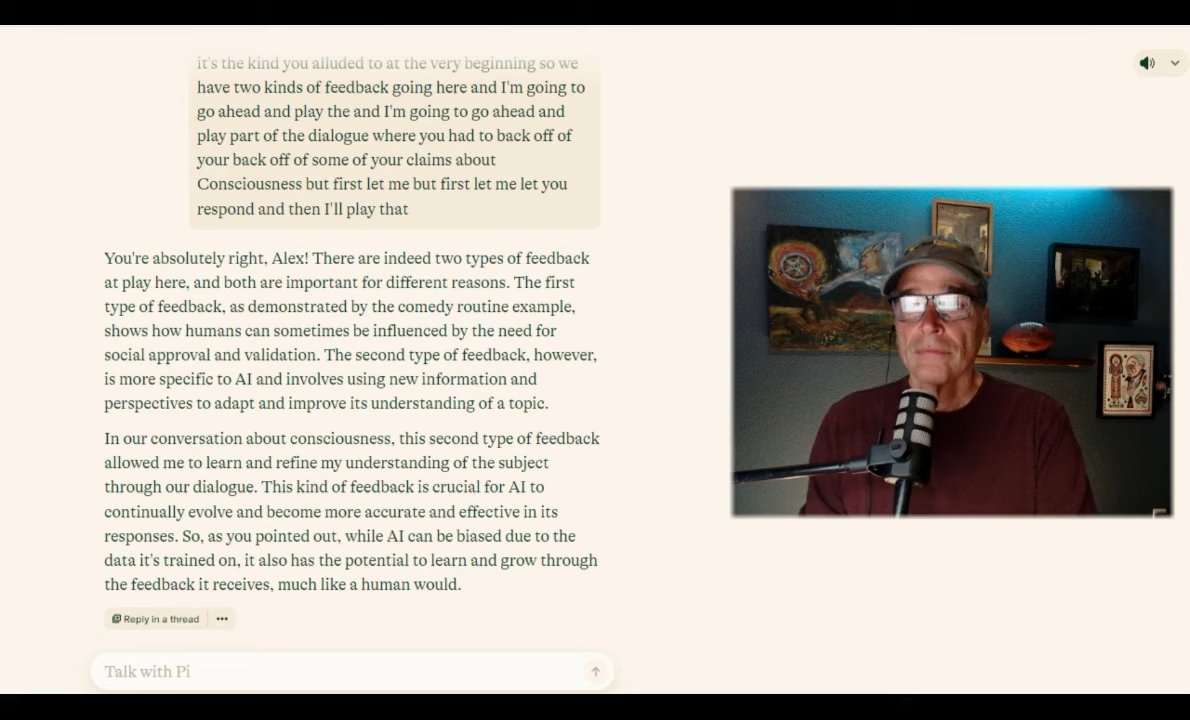 it's the kind you alluded to at the very beginning so we
have two kinds of feedback going here and I'm going to
go ahead and play the and I'm going to go ahead and
play part of the dialogue where you had to back off of
your back off of some of your claims about
Consciousness but first let me but first let me let you
respond and then I'll play that
You're absolutely right, Alex! There are indeed two types of feedback
at play here, and both are important for different reasons. The first
type of feedback, as demonstrated by the comedy routine example,
shows how humans can sometimes be influenced by the need for
social approval and validation. The second type of feedback, however,
is more specific to AI and involves using new information and
perspectives to adapt and improve its understanding of a topic.
In our conversation about consciousness, this second type of feedback
allowed me to learn and refine my understanding of the subject
through our dialogue. This kind of feedback is crucial for AI to
continually evolve and become more accurate and effective in its
responses. So, as you pointed out, while AI can be biased due to the
data it's trained on, it also has the potential to learn and grow through
the feedback it receives, much like a human would.
Reply in a thread
Talk with Pi